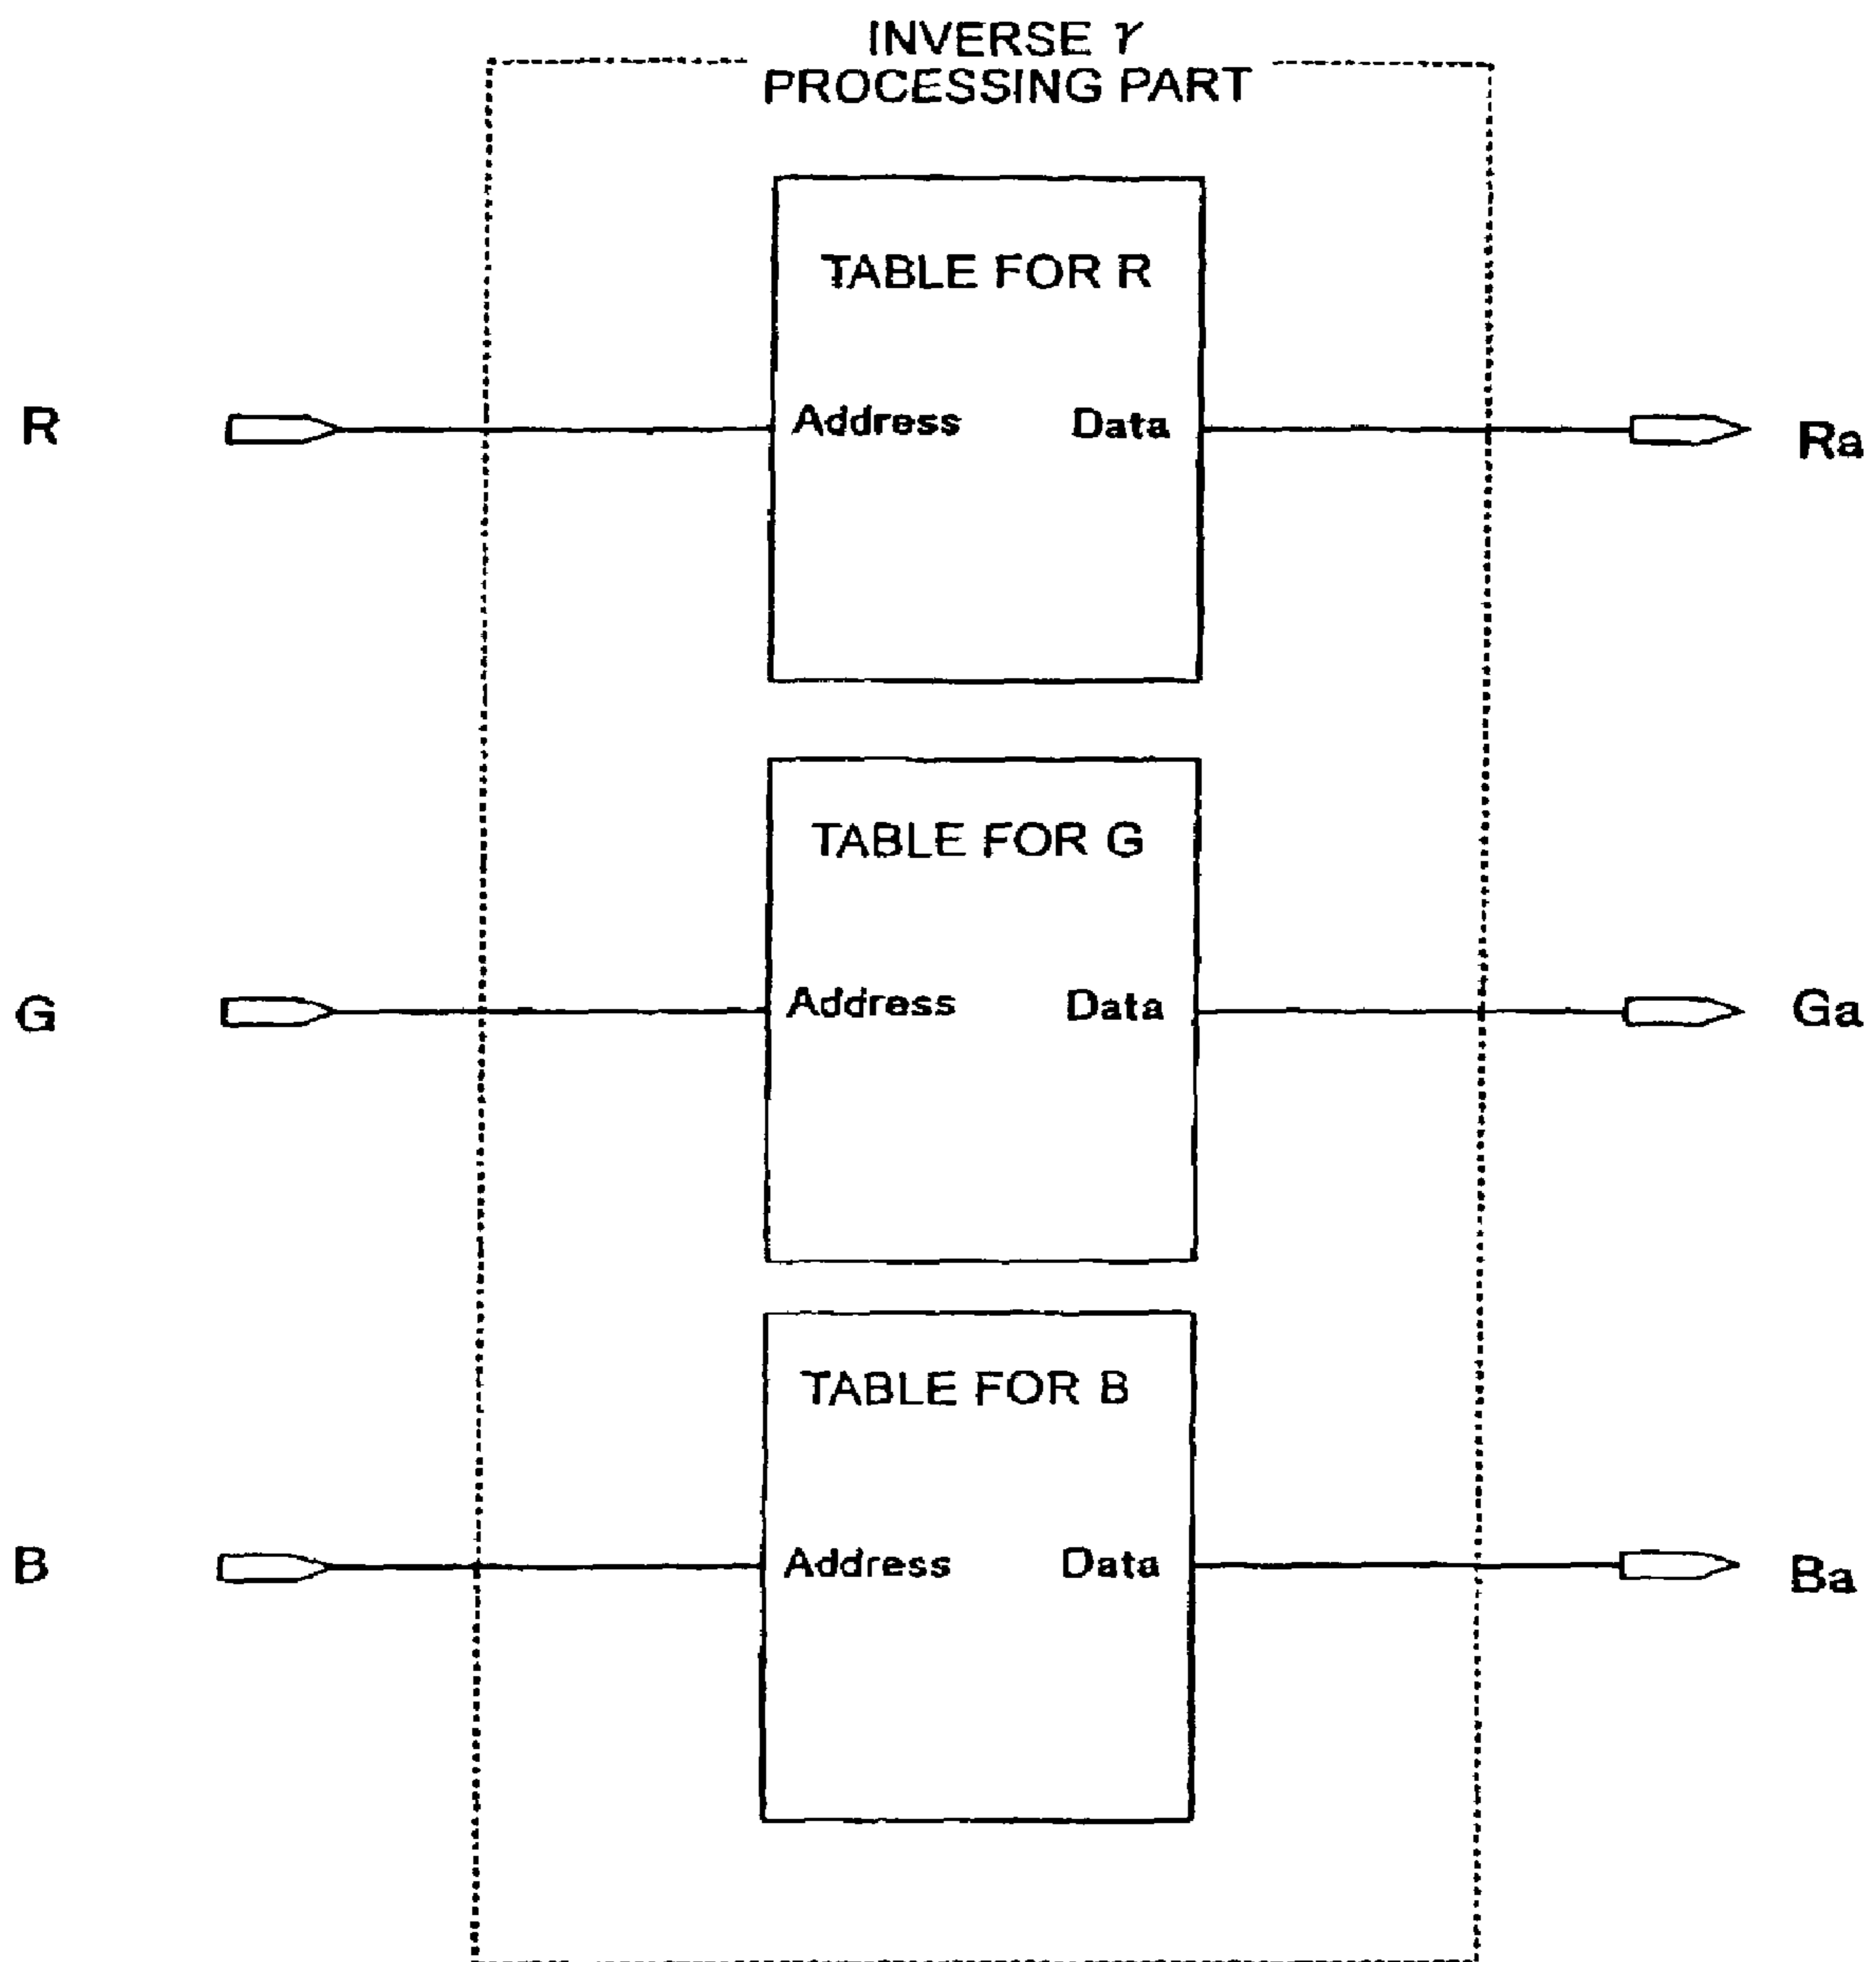 INVERSE γ
PROCESSING PART
TABLE FOR R
R
Address
Data
Ra
TABLE FOR G
G
Address
Data
Ga
TABLE FOR B
B
Address
Data
Ba